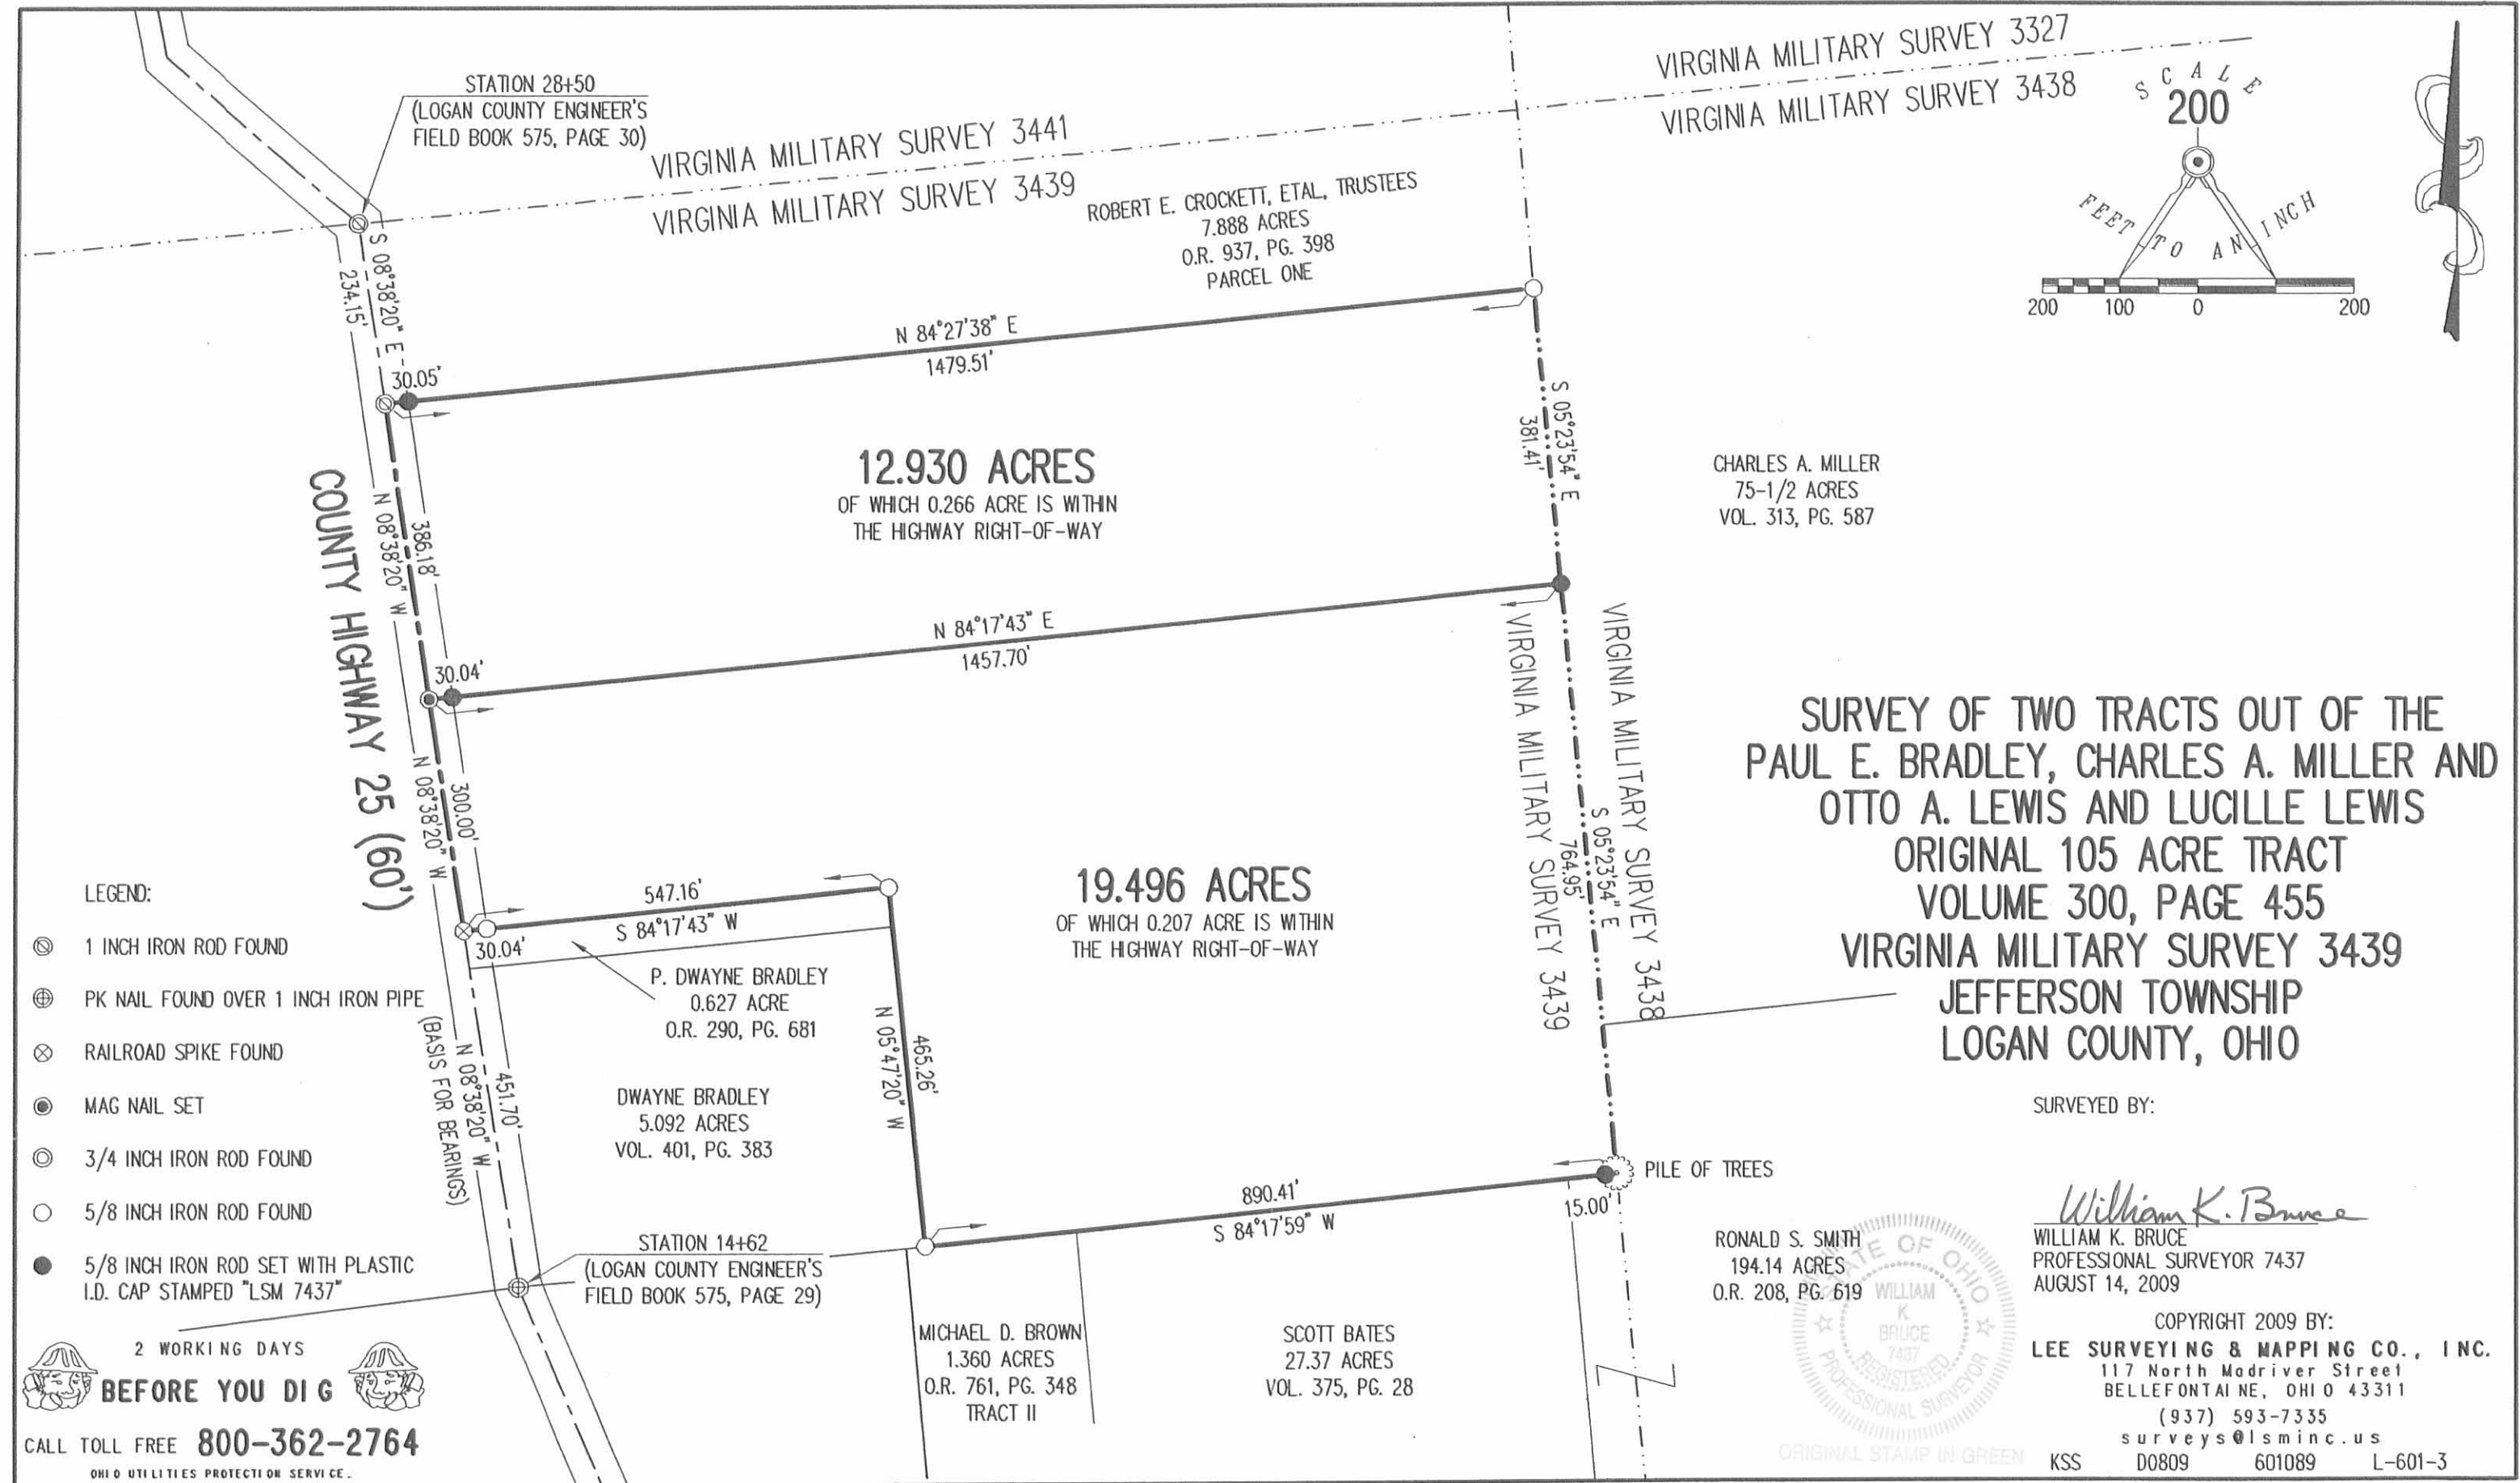 STATION 28+50
(LOGAN COUNTY ENGINEER'S
FIELD BOOK 575, PAGE 30)
VIRGINIA MILITARY SURVEY 3441
VIRGINIA MILITARY SURVEY 3439
VIRGINIA MILITARY SURVEY 3327
VIRGINIA MILITARY SURVEY 3438
SCALE
200
FEET TO AN INCH
200 100 0 200
ROBERT E. CROCKETT, ETAL, TRUSTEES
7.888 ACRES
O.R. 937, PG. 398
PARCEL ONE
S 08°38'20" E
234.15'
30.05'
N 84°27'38" E
1479.51'
S 05°23'54" E
381.41'
12.930 ACRES
OF WHICH 0.266 ACRE IS WITHIN
THE HIGHWAY RIGHT-OF-WAY
CHARLES A. MILLER
75-1/2 ACRES
VOL. 313, PG. 587
COUNTY HIGHWAY 25 (60')
N 08°38'20" W
386.18'
30.04'
N 84°17'43" E
1457.70'
VIRGINIA MILITARY SURVEY 3439
VIRGINIA MILITARY SURVEY 3438
S 05°23'54" E
764.95'
N 08°38'20" W
300.00'
547.16'
S 84°17'43" W
30.04'
19.496 ACRES
OF WHICH 0.207 ACRE IS WITHIN
THE HIGHWAY RIGHT-OF-WAY
P. DWAYNE BRADLEY
0.627 ACRE
O.R. 290, PG. 681
N 05°47'20" W
465.26'
DWAYNE BRADLEY
5.092 ACRES
VOL. 401, PG. 383
(BASIS FOR BEARINGS)
N 08°38'20" W
451.70'
STATION 14+62
(LOGAN COUNTY ENGINEER'S
FIELD BOOK 575, PAGE 29)
890.41'
S 84°17'59" W
15.00'
PILE OF TREES
MICHAEL D. BROWN
1.360 ACRES
O.R. 761, PG. 348
TRACT II
SCOTT BATES
27.37 ACRES
VOL. 375, PG. 28
RONALD S. SMITH
194.14 ACRES
O.R. 208, PG. 619
LEGEND:
1 INCH IRON ROD FOUND
PK NAIL FOUND OVER 1 INCH IRON PIPE
RAILROAD SPIKE FOUND
MAG NAIL SET
3/4 INCH IRON ROD FOUND
5/8 INCH IRON ROD FOUND
5/8 INCH IRON ROD SET WITH PLASTIC
I.D. CAP STAMPED "LSM 7437"
2 WORKING DAYS
BEFORE YOU DIG
CALL TOLL FREE 800-362-2764
OHIO UTILITIES PROTECTION SERVICE.
SURVEY OF TWO TRACTS OUT OF THE
PAUL E. BRADLEY, CHARLES A. MILLER AND
OTTO A. LEWIS AND LUCILLE LEWIS
ORIGINAL 105 ACRE TRACT
VOLUME 300, PAGE 455
VIRGINIA MILITARY SURVEY 3439
JEFFERSON TOWNSHIP
LOGAN COUNTY, OHIO
SURVEYED BY:
William K. Bruce
WILLIAM K. BRUCE
PROFESSIONAL SURVEYOR 7437
AUGUST 14, 2009
STATE OF OHIO
WILLIAM
K
BRUCE
7437
REGISTERED
PROFESSIONAL SURVEYOR
ORIGINAL STAMP IN GREEN
COPYRIGHT 2009 BY:
LEE SURVEYING & MAPPING CO., INC.
117 North Madriver Street
BELLEFONTAINE, OHIO 43311
(937) 593-7335
surveys@lsminc.us
KSS D0809 601089 L-601-3